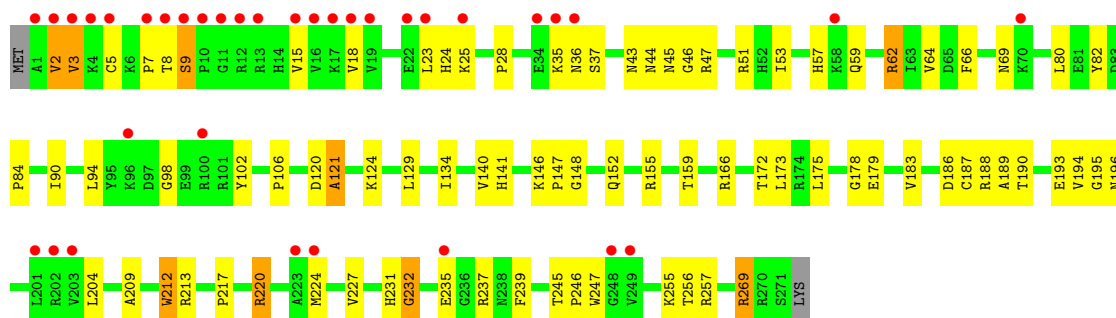 MET A1 V2 V3 K4 C5 K6 P7 T8 S9 P10 G11 R12 R13 H14 V15 V16 K17 V18 V19 E22 L23 H24 K25 P28 E34 K35 N36 S37 N43 N44 N45 G46 R47 R51 H52 I53 H57 K58 Q59 R62 I63 V64 D65 F66 N69 K70 L80 E81 Y82 D83
P84 I90 L94 Y95 K96 D97 G98 E99 R100 R101 Y102 P106 D120 A121 K124 L129 I134 V140 H141 K146 P147 G148 Q152 R155 T159 R166 T172 L173 R174 L175 G178 E179 V183 D186 C187 R188 A189 T190 E193 V194 G195 N196
L201 R202 V203 L204 A209 W212 R213 P217 R220 A223 M224 V227 H231 G232 E235 G236 R237 N238 F239 T245 P246 W247 G248 V249 K255 T256 R257 R269 R270 S271 LYS